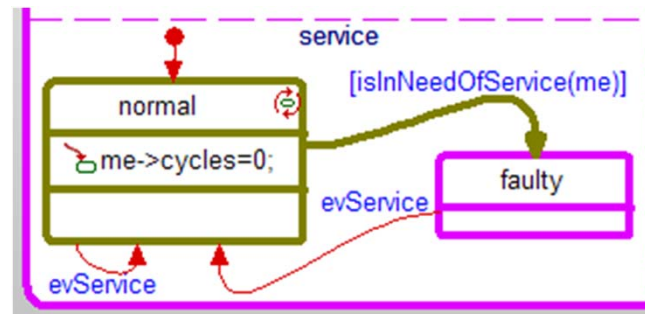 service
[isInNeedOfService(me)]
normal
me->cycles=0;
faulty
evService
evService